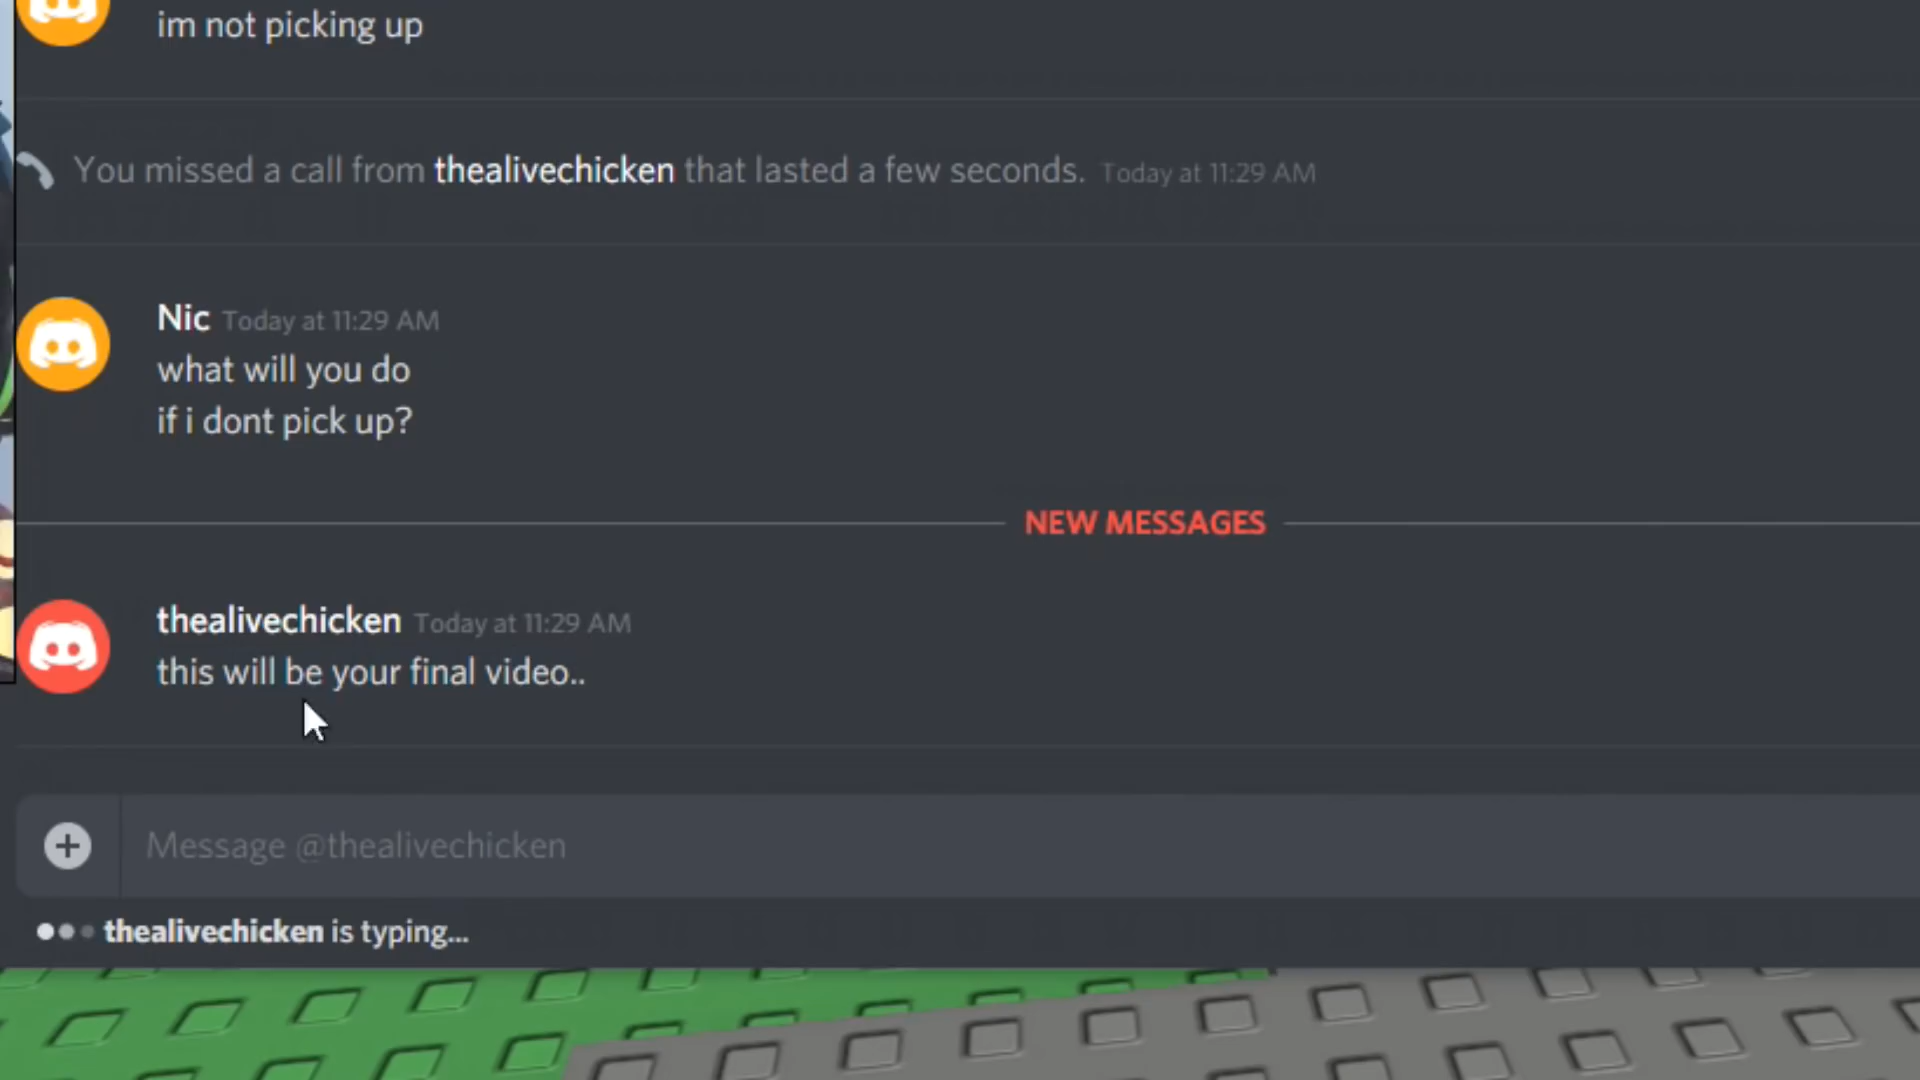 im not picking up
You missed a call from thealivechicken that lasted a few seconds. Today at 11:29 AM
Nic Today at 11:29 AM
what will you do
if i dont pick up?
NEW MESSAGES
thealivechicken Today at 11:29 AM
this will be your final video..
Message @thealivechicken
thealivechicken is typing...